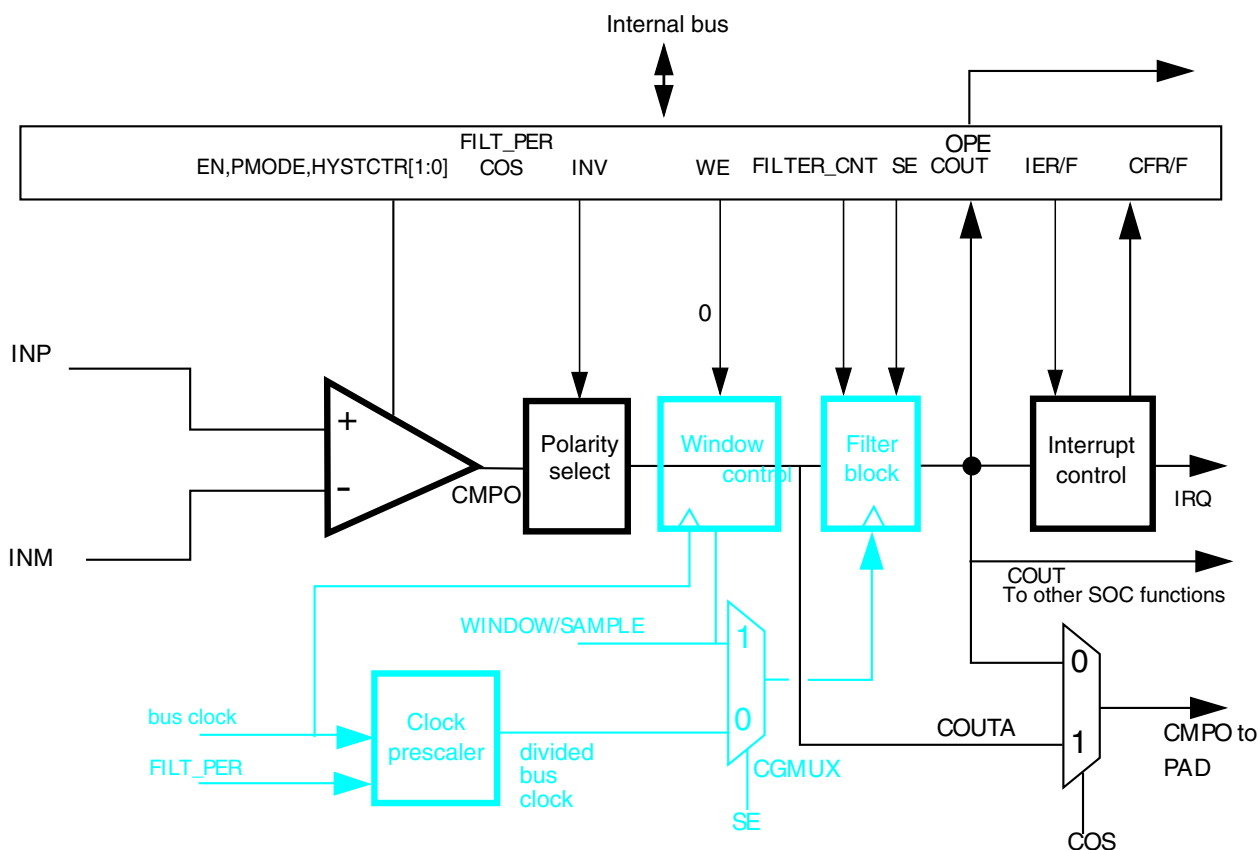 Internal bus
FILT_PER
OPE
EN,PMODE,HYSTCTR[1:0]
COS
INV
WE
FILTER_CNT
SE
COUT
IER/F
CFR/F
0
INP
+
-
INM
CMPO
Polarity
select
Window
control
Filter
block
Interrupt
control
IRQ
COUT
To other SOC functions
WINDOW/SAMPLE
1
0
0
1
bus clock
FILT_PER
Clock
prescaler
divided
bus
clock
CGMUX
SE
COUTA
CMPO to
PAD
COS